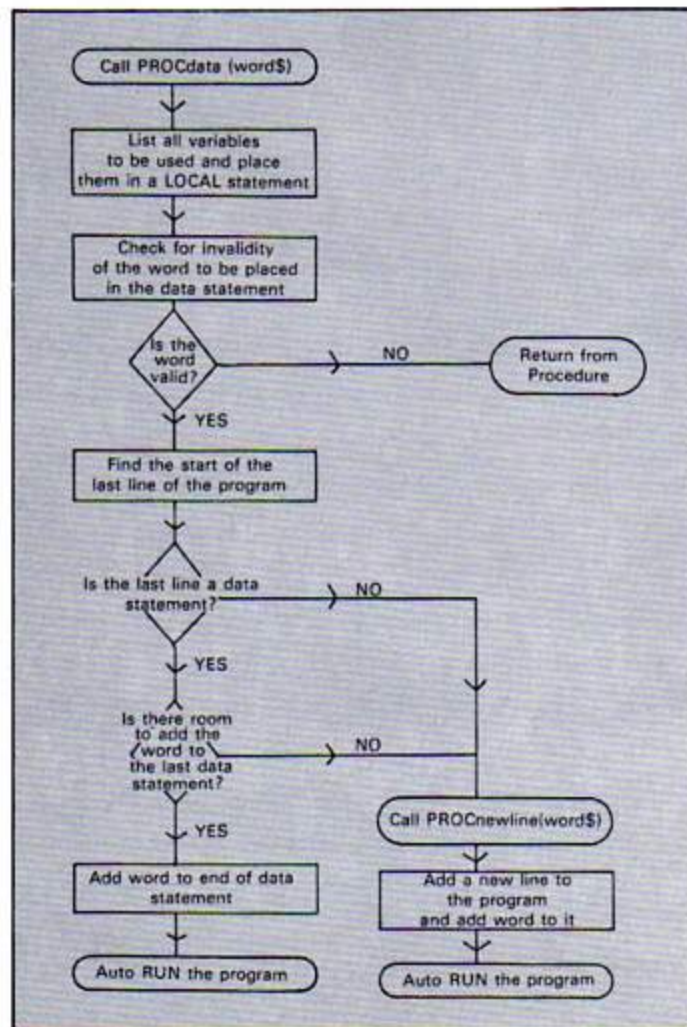 Call PROCdata (word$)
List all variables
to be used and place
them in a LOCAL statement
Check for invalidity
of the word to be placed
in the data statement
Is the
word
valid?
NO
Return from
Procedure
YES
Find the start of the
last line of the program
Is the last line a data
statement?
NO
YES
Is there room
to add the
word to
the last data
statement?
NO
YES
Call PROCnewline(word$)
Add word to end of data
statement
Add a new line to
the program
and add word to it
Auto RUN the program
Auto RUN the program